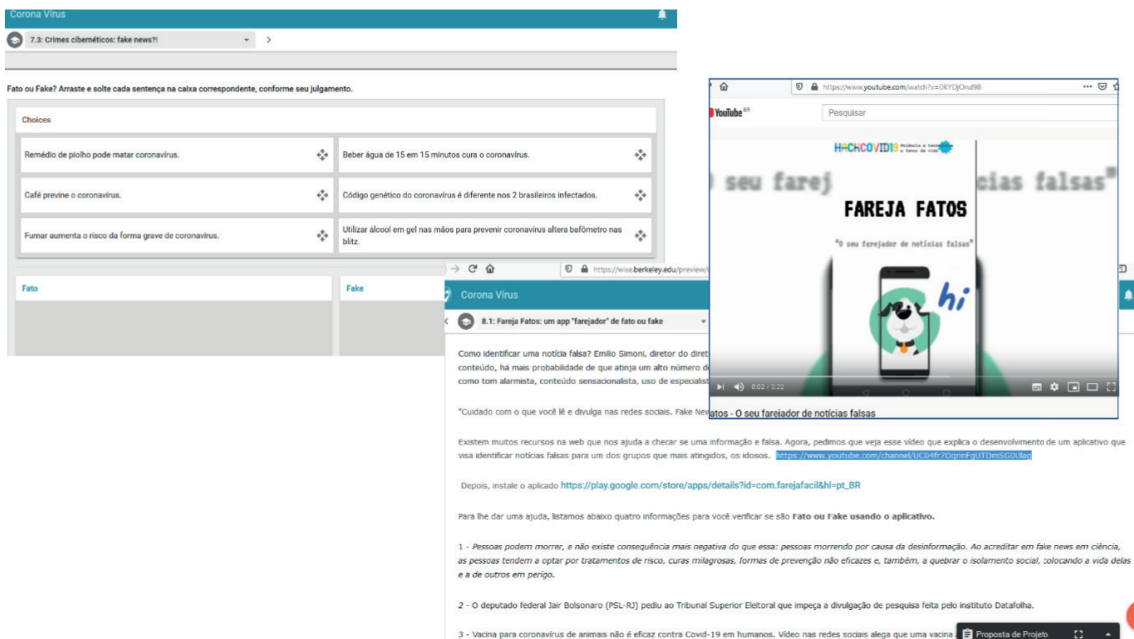 Corona Vírus
7.3: Crimes cibernéticos: fake news?!
Fato ou Fake? Arraste e solte cada sentença na caixa correspondente, conforme seu julgamento.
Choices
Remédio de piolho pode matar coronavírus.
Beber água de 15 em 15 minutos cura o coronavírus.
Café previne o coronavírus.
Código genético do coronavírus é diferente nos 2 brasileiros infectados.
Fumar aumenta o risco da forma grave de coronavírus.
Utilizar álcool em gel nas mãos para prevenir coronavírus altera bafômetro nas
blitz.
Fato
Fake
https://www.youtube.com/watch?v=
YouTube BR
Pesquisar
HACKCOVID19
O seu farej
cias falsas"
FAREJA FATOS
"O seu farejador de notícias falsas"
hi
0:02 / 3:22
atos - O seu farejador de notícias falsas
https://wise.berkeley.edu/preview/
Corona Vírus
8.1: Fareja Fatos: um app "farejador" de fato ou fake
Como identificar uma notícia falsa? Emilio Simoni, diretor do diret
conteúdo, há mais probabilidade de que atinja um alto número d
como tom alarmista, conteúdo sensacionalista, uso de especialist
"Cuidado com o que você lê e divulga nas redes sociais. Fake New
Existem muitos recursos na web que nos ajuda a checar se uma informação e falsa. Agora, pedimos que veja esse vídeo que explica o desenvolvimento de um aplicativo que
visa identificar notícias falsas para um dos grupos que mais atingidos, os idosos. https://www.youtube.com/channel/
Depois, instale o aplicado https://play.google.com/store/apps/details?id=com.farejafacil&hl=pt_BR
Para lhe dar uma ajuda, listamos abaixo quatro informações para você verificar se são Fato ou Fake usando o aplicativo.
1 - Pessoas podem morrer, e não existe consequência mais negativa do que essa: pessoas morrendo por causa da desinformação. Ao acreditar em fake news em ciência,
as pessoas tendem a optar por tratamentos de risco, curas milagrosas, formas de prevenção não eficazes e, também, a quebrar o isolamento social, colocando a vida delas
e a de outros em perigo.
2 - O deputado federal Jair Bolsonaro (PSL-RJ) pediu ao Tribunal Superior Eleitoral que impeça a divulgação de pesquisa feita pelo instituto Datafolha.
3 - Vacina para coronavírus de animais não é eficaz contra Covid-19 em humanos. Vídeo nas redes sociais alega que uma vacina
Proposta de Projeto